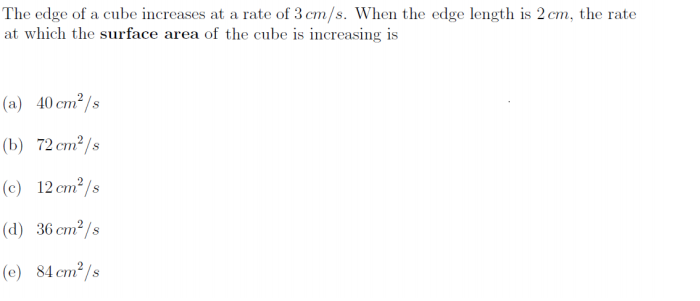 The edge of a cube increases at a rate of 3 cm/s. When the edge length is 2 cm, the rate
at which the surface area of the cube is increasing is
(a) 40 cm²/s
(b) 72 cm²/s
(c) 12 cm²/s
(d) 36 cm²/s
(e) 84 cm²/s